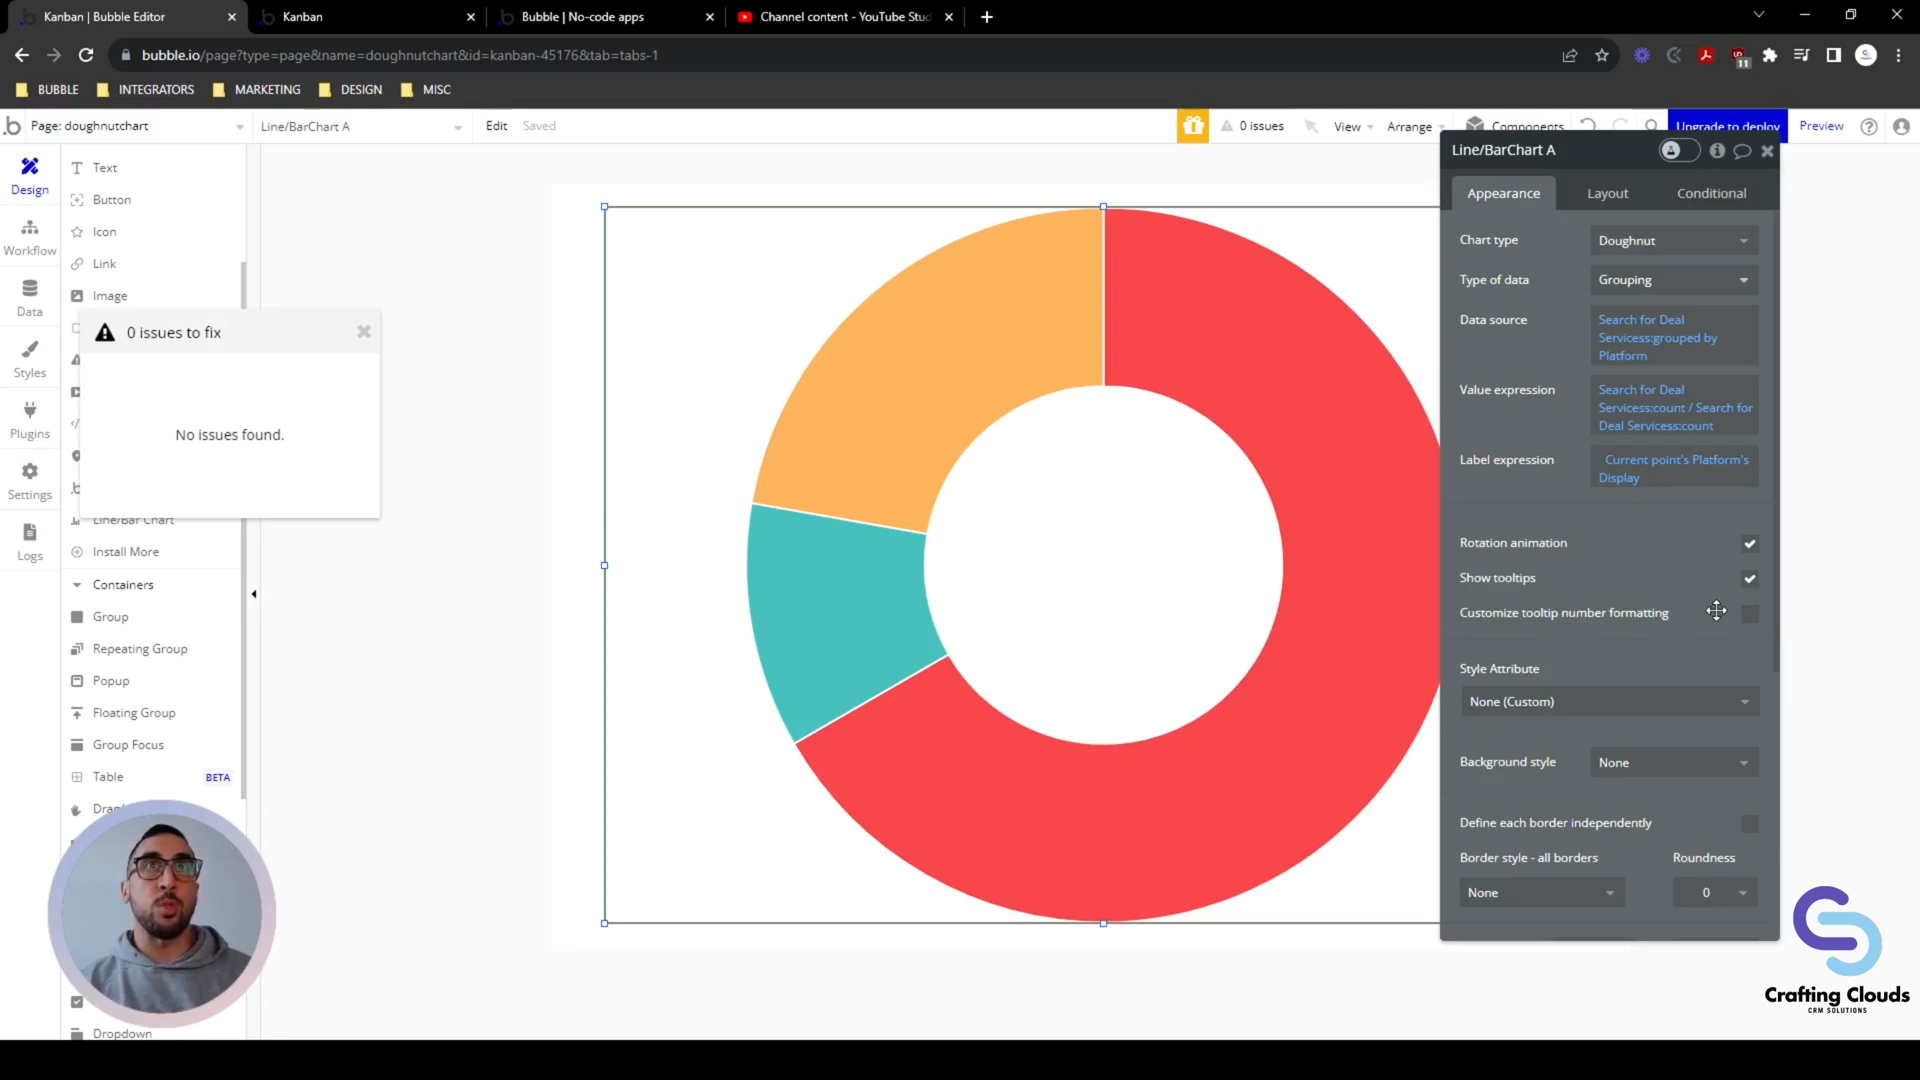 Kanban | Bubble Editor
Kanban
Bubble | No-code apps
Channel content - YouTube Stud
bubble.io/page?type=page&name=doughnutchart&id=kanban-45176&tab=tabs-1
11
BUBBLE
INTEGRATORS
MARKETING
DESIGN
MISC
Page: doughnutchart
Line/BarChart A
Edit
Saved
0 issues
View
Arrange
Components
Upgrade to deploy
Preview
Design
Workflow
Data
Styles
Plugins
Settings
Logs
Text
Button
Icon
Link
Image
0 issues to fix
No issues found.
Line/Bar Chart
Install More
Containers
Group
Repeating Group
Popup
Floating Group
Group Focus
Table
BETA
Dropdown
Line/BarChart A
Appearance
Layout
Conditional
Chart type
Doughnut
Type of data
Grouping
Data source
Search for Deal
Servicess:grouped by
Platform
Value expression
Search for Deal
Servicess:count / Search for
Deal Servicess:count
Label expression
Current point's Platform's
Display
Rotation animation
Show tooltips
Customize tooltip number formatting
Style Attribute
None (Custom)
Background style
None
Define each border independently
Border style - all borders
Roundness
None
0
Crafting Clouds
CRM SOLUTIONS